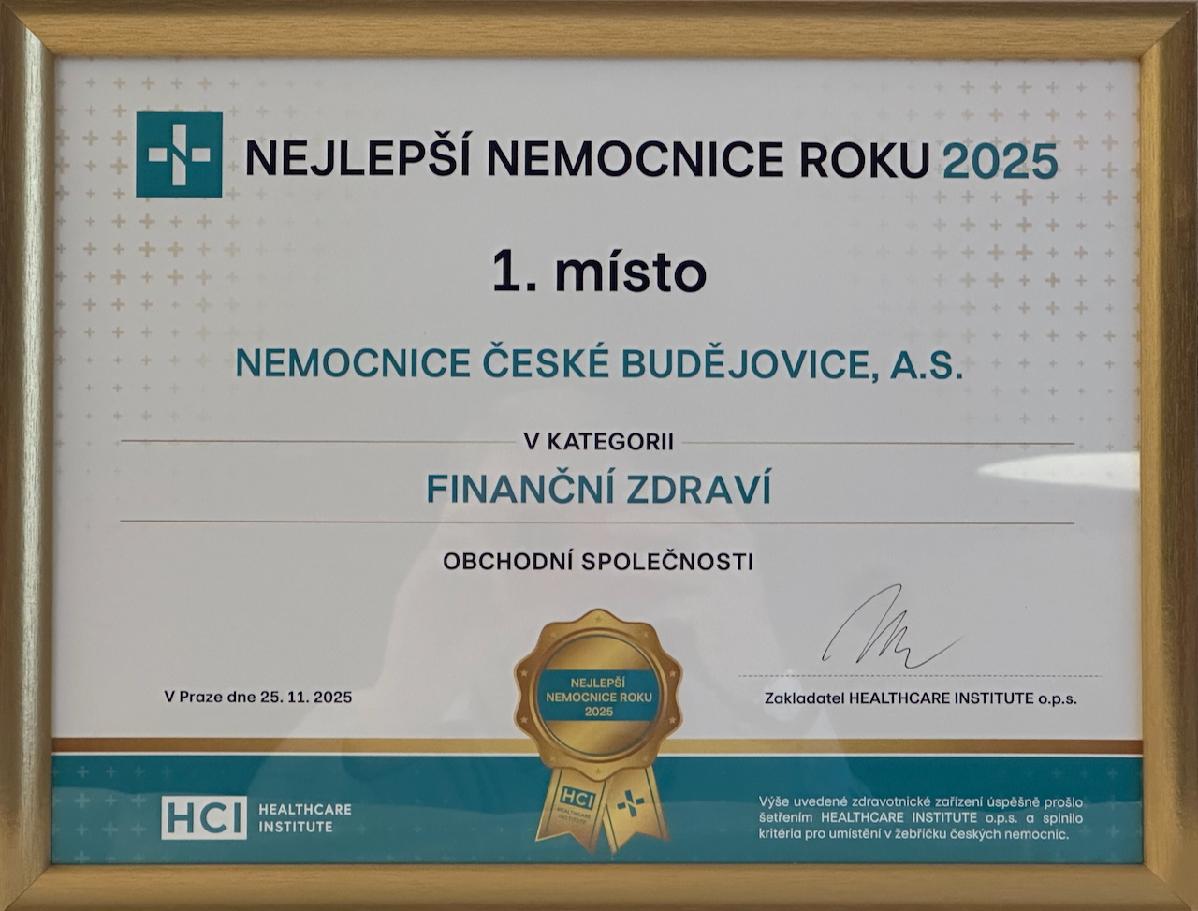 NEJLEPŠÍ NEMOCNICE ROKU 2025
1. místo
NEMOCNICE ČESKÉ BUDĚJOVICE, A.S.
V KATEGORII
FINANČNÍ ZDRAVÍ
OBCHODNÍ SPOLEČNOSTI
NEJLEPŠÍ
NEMOCNICE ROKU
2025
V Praze dne 25. 11. 2025
Zakladatel HEALTHCARE INSTITUTE o.p.s.
HCI
HEALTHCARE
INSTITUTE
HCI
HEALTHCARE
INSTITUTE
Výše uvedené zdravotnické zařízení úspěšně prošlo
šetřením HEALTHCARE INSTITUTE o.p.s. a splnilo
kritéria pro umístění v žebříčku českých nemocnic.